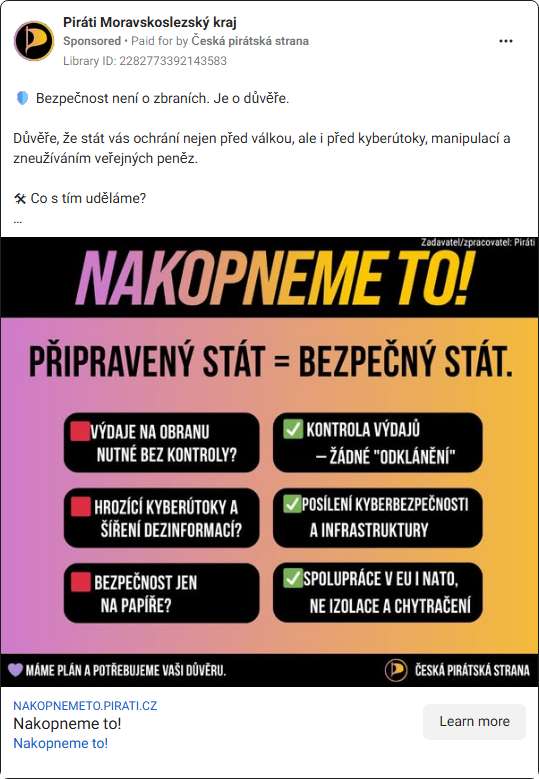 Piráti Moravskoslezský kraj
Sponsored • Paid for by Česká pirátská strana
Library ID: 2282773392143583
🛡️ Bezpečnost není o zbraních. Je o důvěře.
Důvěře, že stát vás ochrání nejen před válkou, ale i před kyberútoky, manipulací a
zneužíváním veřejných peněz.
🛠 Co s tím uděláme?
...
Zadavatel/zpracovatel: Piráti
NAKOPNEME TO!
PŘIPRAVENÝ STÁT = BEZPEČNÝ STÁT.
🟥VÝDAJE NA OBRANU
NUTNÉ BEZ KONTROLY?
✅ KONTROLA VÝDAJŮ
– ŽÁDNÉ "ODKLÁNĚNÍ"
🟥 HROZÍCÍ KYBERÚTOKY A
ŠÍŘENÍ DEZINFORMACÍ?
✅POSÍLENÍ KYBERBEZPEČNOSTI
A INFRASTRUKTURY
🟥 BEZPEČNOST JEN
NA PAPÍŘE?
✅SPOLUPRÁCE V EU I NATO,
NE IZOLACE A CHYTRAČENÍ
💜 MÁME PLÁN A POTŘEBUJEME VAŠI DŮVĚRU.
ČESKÁ PIRÁTSKÁ STRANA
NAKOPNEMETO.PIRATI.CZ
Nakopneme to!
Nakopneme to!
Learn more